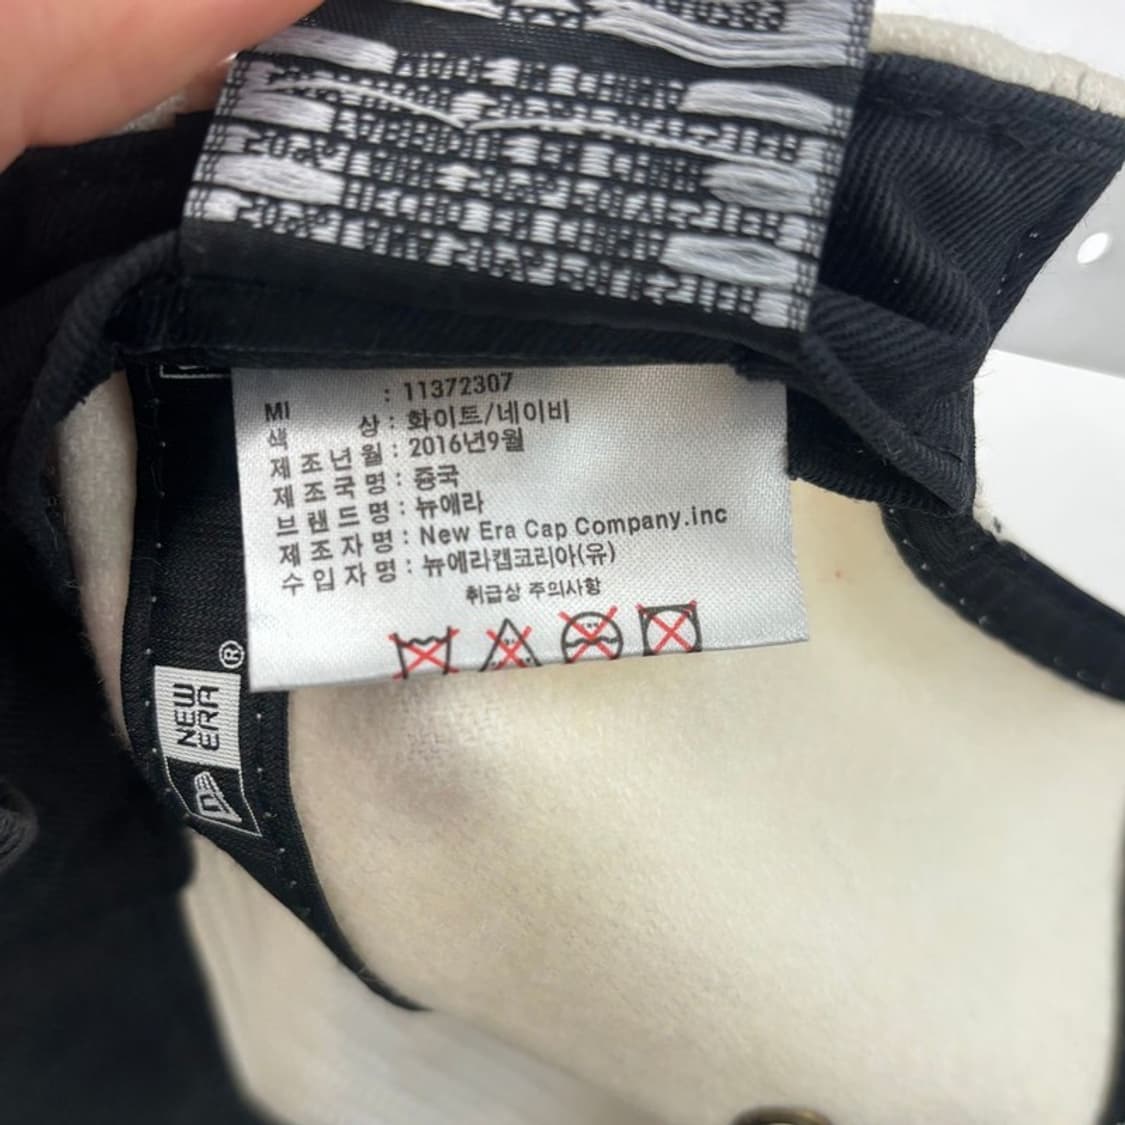 MI : 11372307
색 상 : 화이트/네이비
제 조 년 월 : 2016년9월
제 조 국 명 : 중국
브 랜 드 명 : 뉴에라
제 조 자 명 : New Era Cap Company.inc
수 입 자 명 : 뉴에라캡코리아(유)
취급상 주의사항
NEW
ERA
®